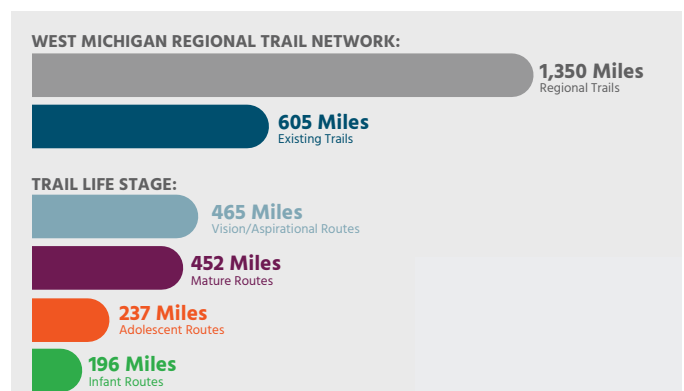 WEST MICHIGAN REGIONAL TRAIL NETWORK:
1,350 Miles
Regional Trails
605 Miles
Existing Trails
TRAIL LIFE STAGE:
465 Miles
Vision/Aspirational Routes
452 Miles
Mature Routes
237 Miles
Adolescent Routes
196 Miles
Infant Routes